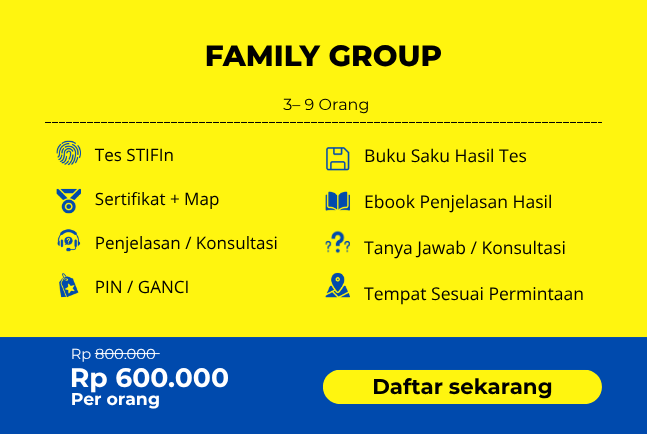 FAMILY GROUP
3– 9 Orang
Tes STIFIn
Sertifikat + Map
Penjelasan / Konsultasi
PIN / GANCI
Buku Saku Hasil Tes
Ebook Penjelasan Hasil
Tanya Jawab / Konsultasi
Tempat Sesuai Permintaan
Rp 800.000
Rp 600.000
Per orang
Daftar sekarang